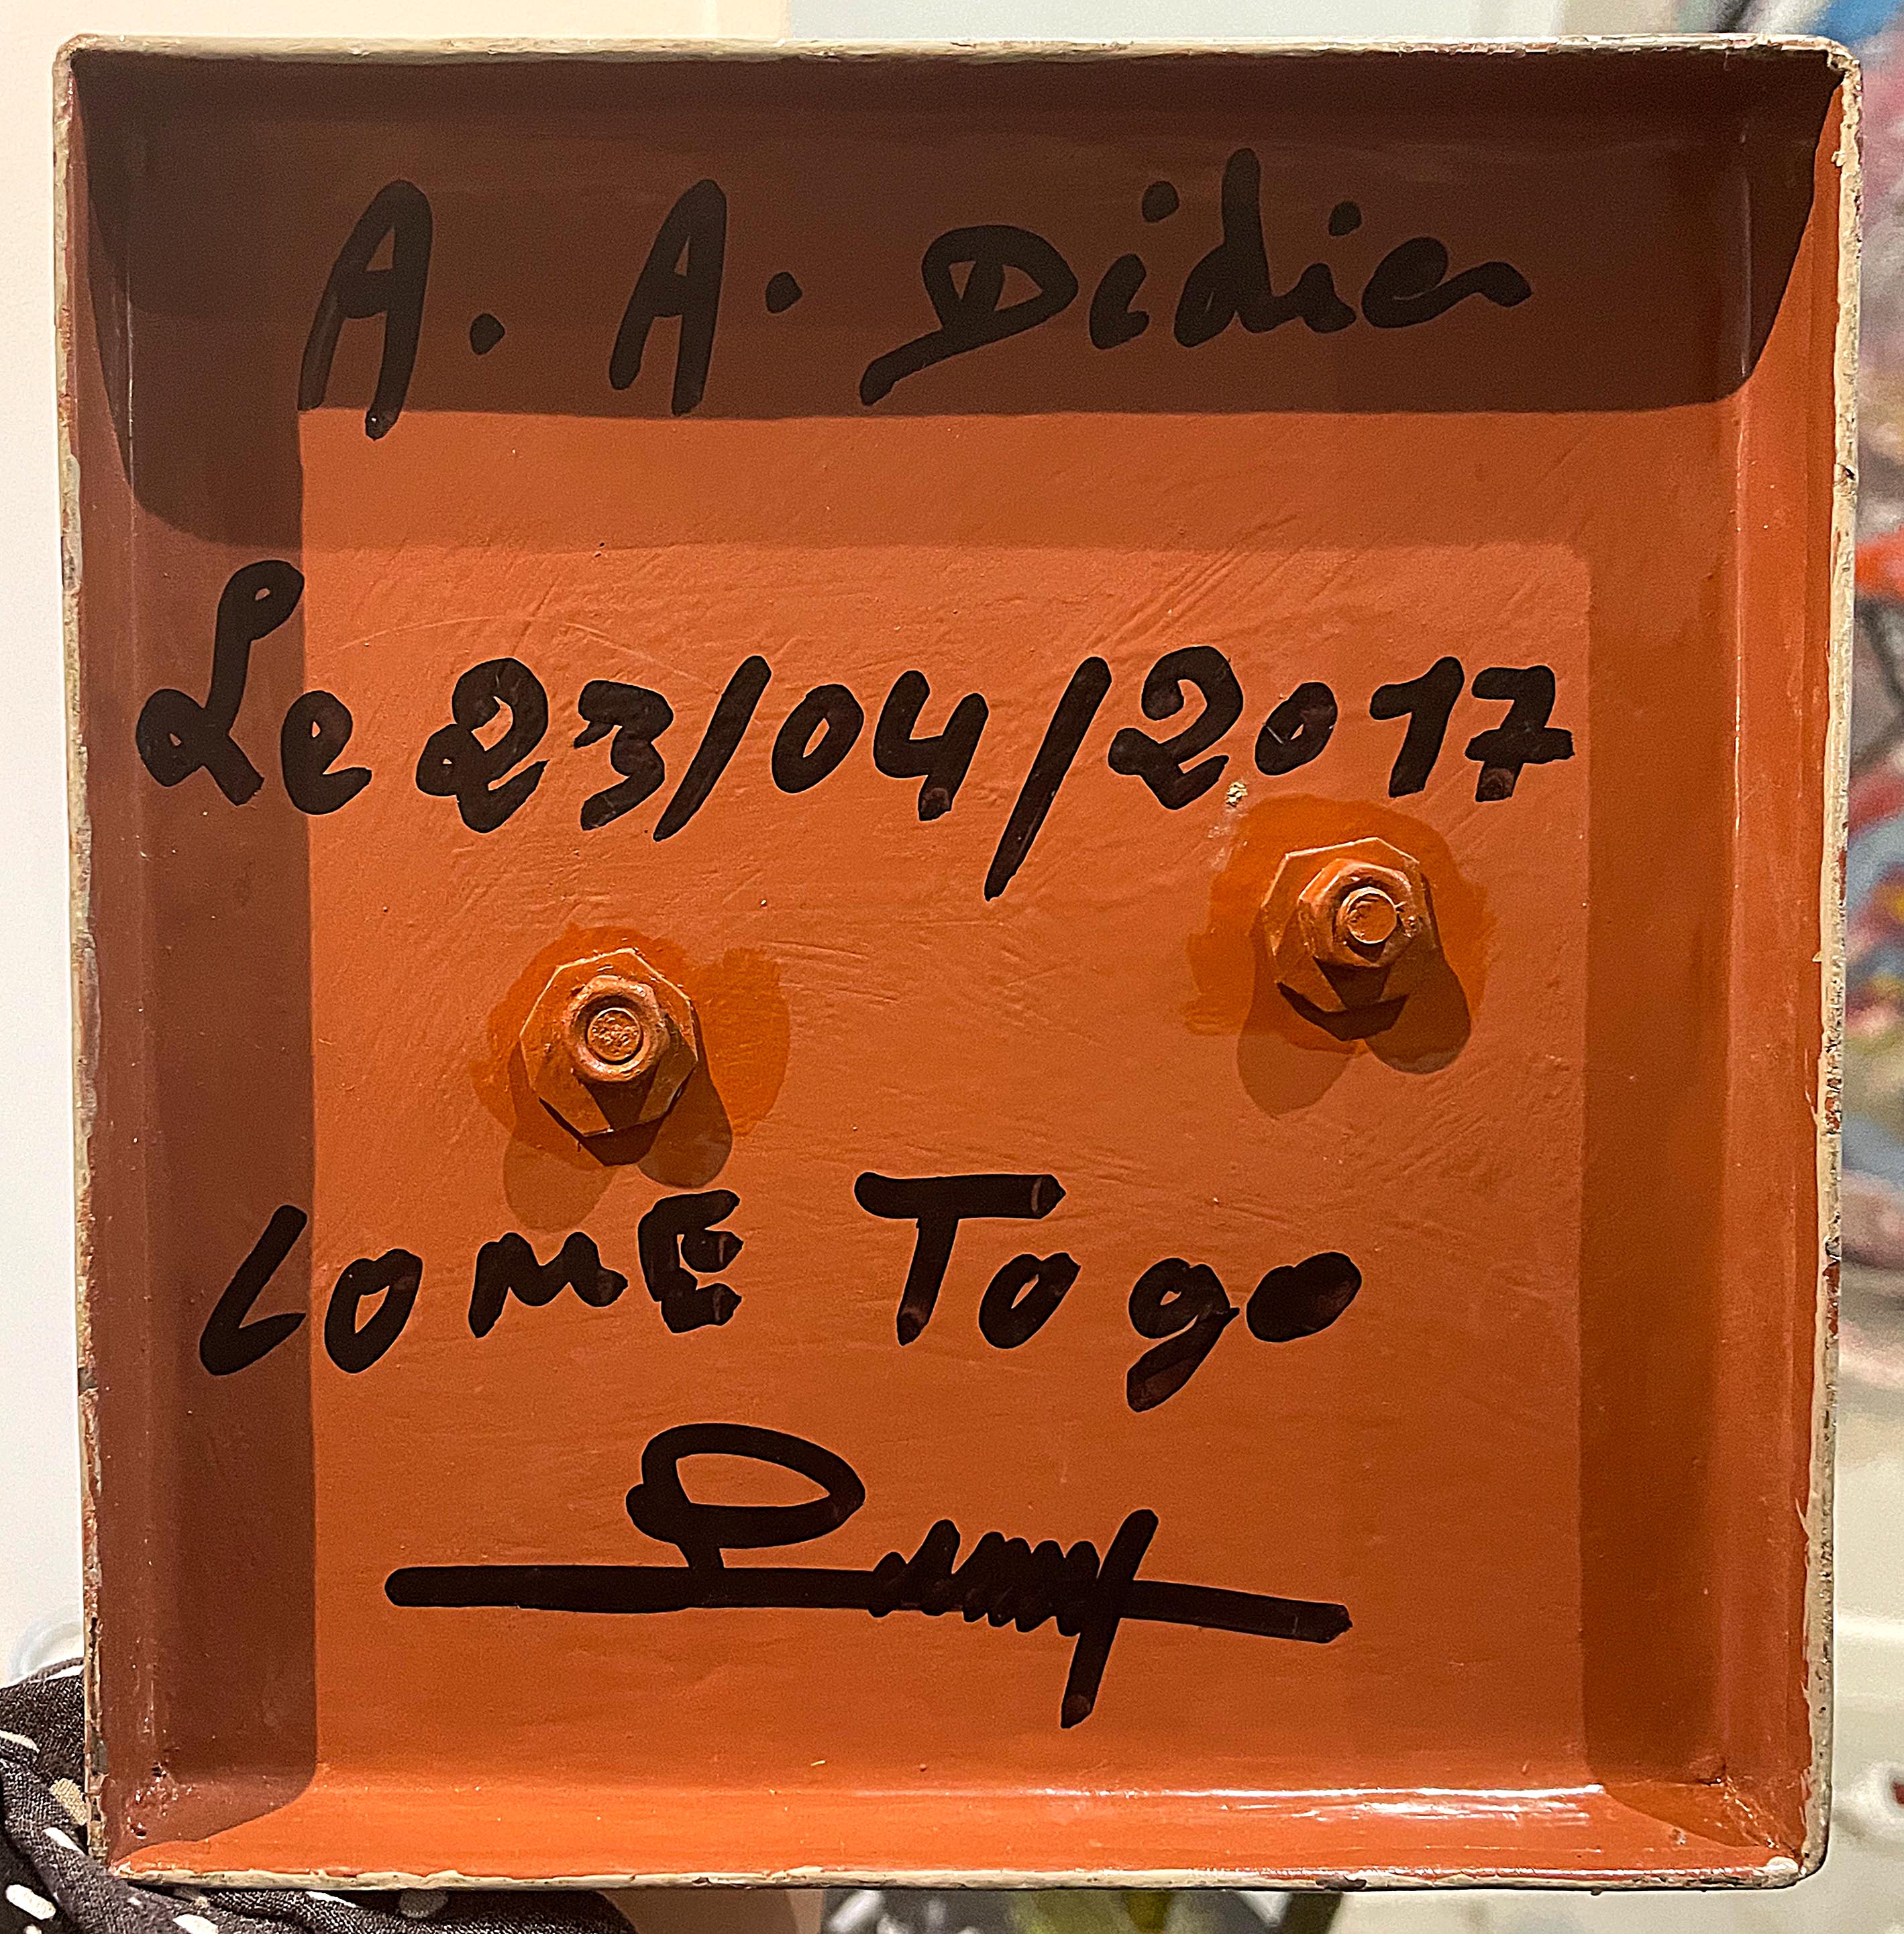 A. A. Didier
Le 23/04/2017
LOME Togo